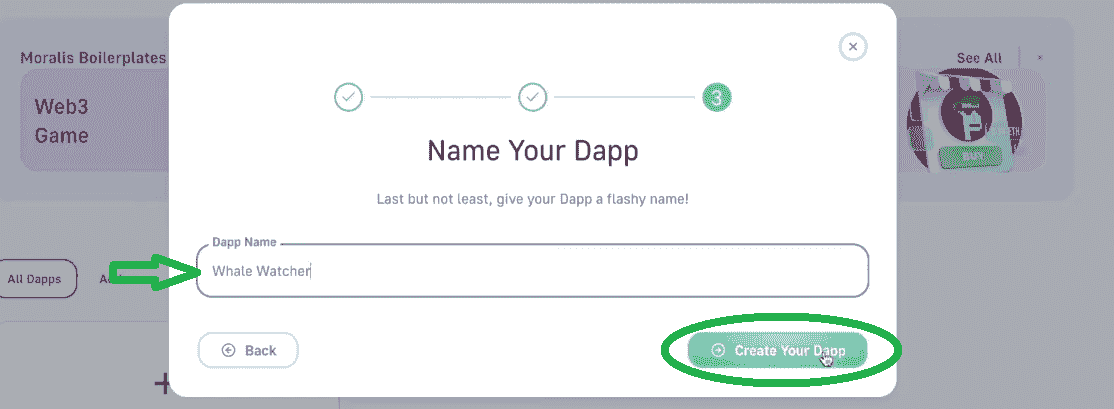 Moralis Boilerplates
See All
Web3
Game
3
Name Your Dapp
Last but not least, give your Dapp a flashy name!
Dapp Name
Whale Watcher
All Dapps
Back
Create Your Dapp